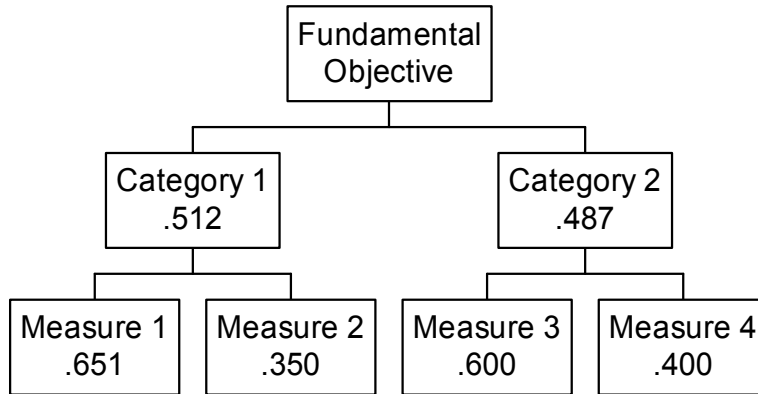 Fundamental
Objective
Category 1
.512
Category 2
.487
Measure 1
.651
Measure 2
.350
Measure 3
.600
Measure 4
.400